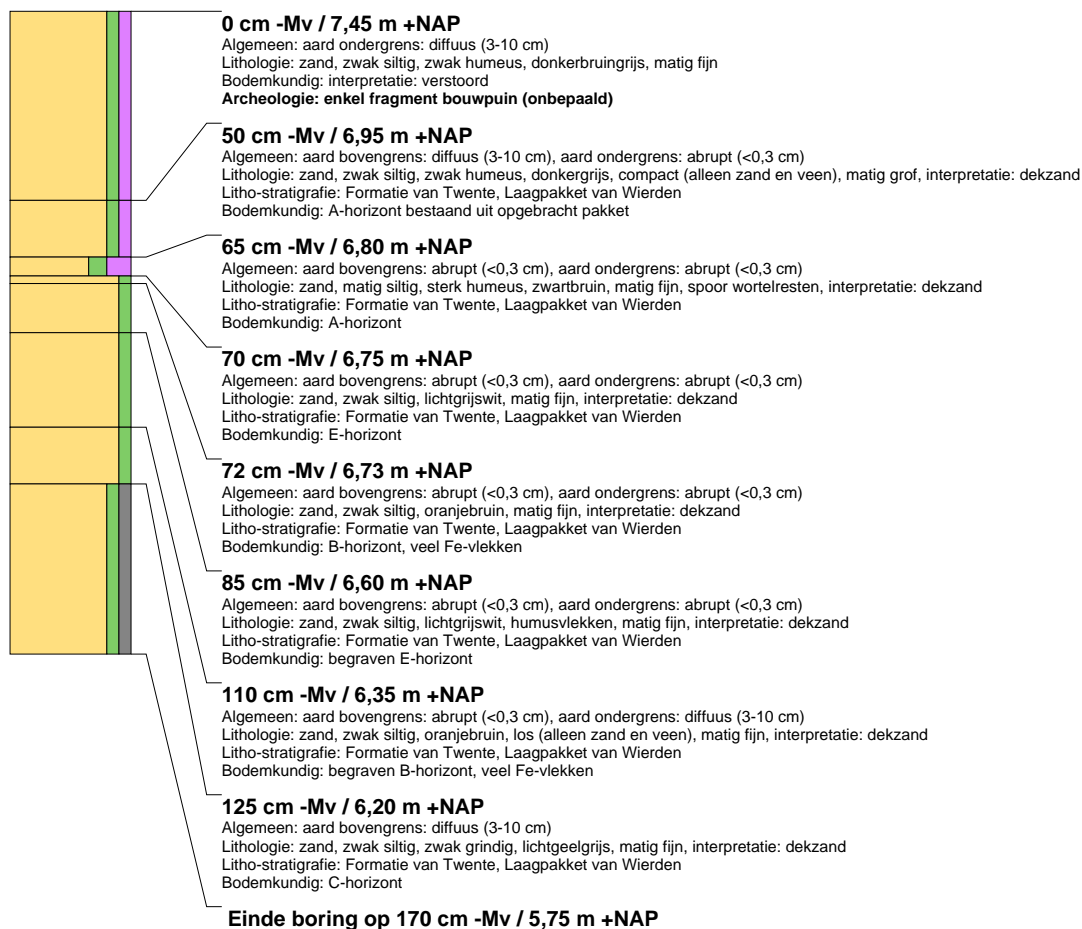 0 cm -Mv / 7,45 m +NAP
Algemeen: aard ondergrens: diffuus (3-10 cm)
Lithologie: zand, zwak siltig, zwak humeus, donkerbruingrijs, matig fijn
Bodemkundig: interpretatie: verstoord
Archeologie: enkel fragment bouwpuin (onbepaald)
50 cm -Mv / 6,95 m +NAP
Algemeen: aard bovengrens: diffuus (3-10 cm), aard ondergrens: abrupt (<0,3 cm)
Lithologie: zand, zwak siltig, zwak humeus, donkergrijs, compact (alleen zand en veen), matig grof, interpretatie: dekzand
Litho-stratigrafie: Formatie van Twente, Laagpakket van Wierden
Bodemkundig: A-horizont bestaand uit opgebracht pakket
65 cm -Mv / 6,80 m +NAP
Algemeen: aard bovengrens: abrupt (<0,3 cm), aard ondergrens: abrupt (<0,3 cm)
Lithologie: zand, matig siltig, sterk humeus, zwartbruin, matig fijn, spoor wortelresten, interpretatie: dekzand
Litho-stratigrafie: Formatie van Twente, Laagpakket van Wierden
Bodemkundig: A-horizont
70 cm -Mv / 6,75 m +NAP
Algemeen: aard bovengrens: abrupt (<0,3 cm), aard ondergrens: abrupt (<0,3 cm)
Lithologie: zand, zwak siltig, lichtgrijswit, matig fijn, interpretatie: dekzand
Litho-stratigrafie: Formatie van Twente, Laagpakket van Wierden
Bodemkundig: E-horizont
72 cm -Mv / 6,73 m +NAP
Algemeen: aard bovengrens: abrupt (<0,3 cm), aard ondergrens: abrupt (<0,3 cm)
Lithologie: zand, zwak siltig, oranjebruin, matig fijn, interpretatie: dekzand
Litho-stratigrafie: Formatie van Twente, Laagpakket van Wierden
Bodemkundig: B-horizont, veel Fe-vlekken
85 cm -Mv / 6,60 m +NAP
Algemeen: aard bovengrens: abrupt (<0,3 cm), aard ondergrens: abrupt (<0,3 cm)
Lithologie: zand, zwak siltig, lichtgrijswit, humusvlekken, matig fijn, interpretatie: dekzand
Litho-stratigrafie: Formatie van Twente, Laagpakket van Wierden
Bodemkundig: begraven E-horizont
110 cm -Mv / 6,35 m +NAP
Algemeen: aard bovengrens: abrupt (<0,3 cm), aard ondergrens: diffuus (3-10 cm)
Lithologie: zand, zwak siltig, oranjebruin, los (alleen zand en veen), matig fijn, interpretatie: dekzand
Litho-stratigrafie: Formatie van Twente, Laagpakket van Wierden
Bodemkundig: begraven B-horizont, veel Fe-vlekken
125 cm -Mv / 6,20 m +NAP
Algemeen: aard bovengrens: diffuus (3-10 cm)
Lithologie: zand, zwak siltig, zwak grindig, lichtgeelgrijs, matig fijn, interpretatie: dekzand
Litho-stratigrafie: Formatie van Twente, Laagpakket van Wierden
Bodemkundig: C-horizont
Einde boring op 170 cm -Mv / 5,75 m +NAP